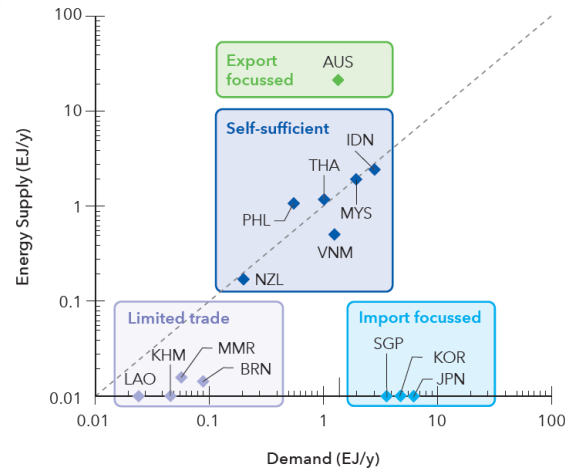 100
Export
focussed
AUS
10
Self-sufficient
IDN
THA
Energy Supply (EJ/y)
1
PHL
MYS
VNM
NZL
0.1
Limited trade
Import focussed
KHM
MMR
SGP
KOR
LAO
BRN
JPN
0.01
0.01
0.1
1
10
100
Demand (EJ/y)